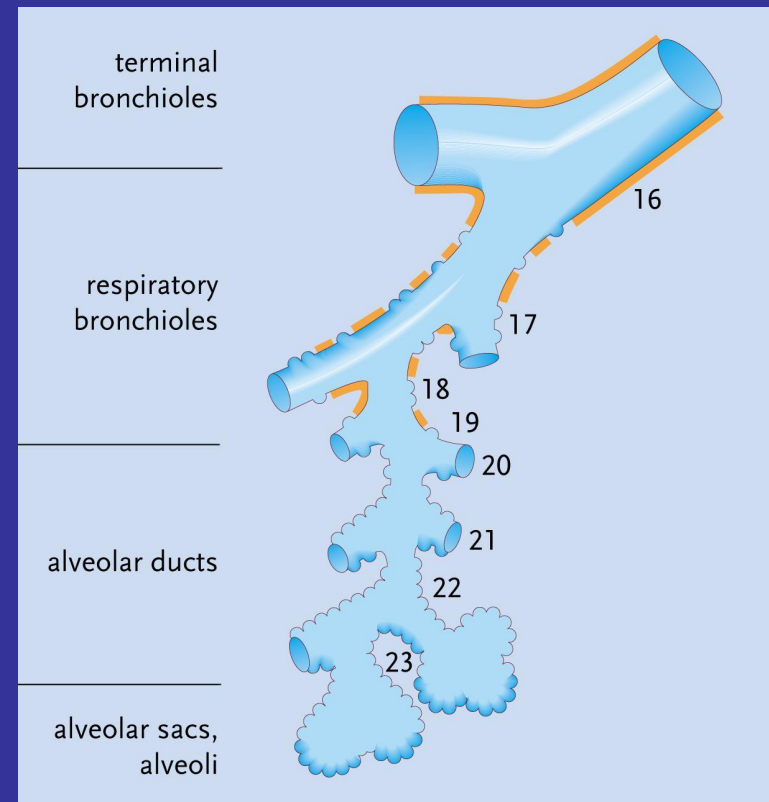 terminal
bronchioles
16
respiratory
bronchioles
17
18
19
20
alveolar ducts
21
22
23
alveolar sacs,
alveoli